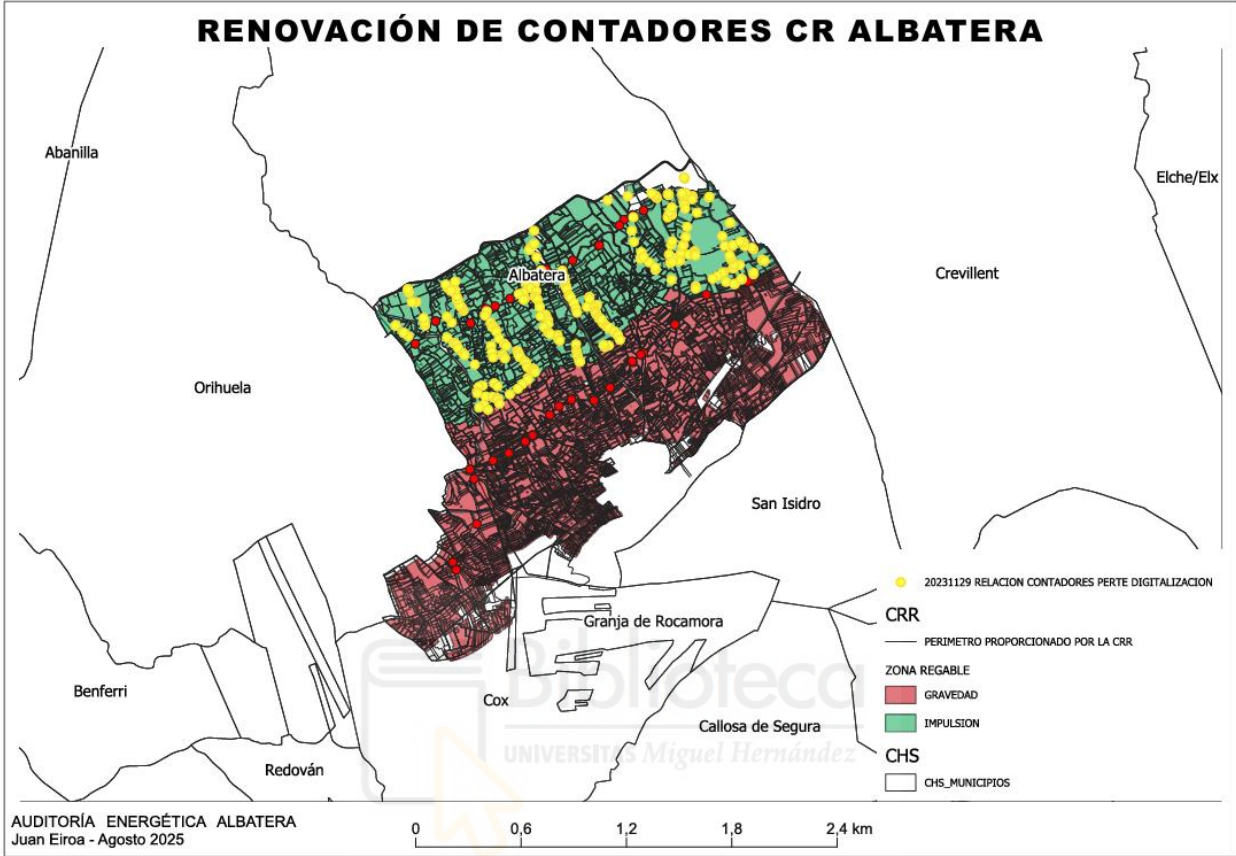 RENOVACIÓN DE CONTADORES CR ALBATERA
Abanilla
Elche/Elx
Albatera
Crevillent
Orihuela
San Isidro
20231129 RELACION CONTADORES PERTE DIGITALIZACION
CRR
PERIMETRO PROPORCIONADO POR LA CRR
ZONA REGABLE
GRAVEDAD
IMPULSION
CHS
CHS_MUNICIPIOS
Granja de Rocamora
Biblioteca
Benferri
Cox
Callosa de Segura
UNIVERSITAS Miguel Hernández
Redován
AUDITORÍA ENERGÉTICA ALBATERA
Juan Eiroa - Agosto 2025
0 0,6 1,2 1,8 2,4 km